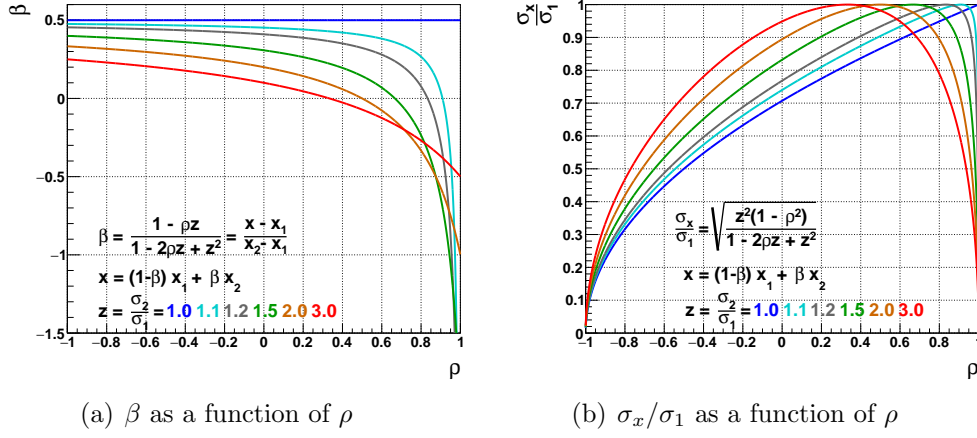 β
0.5
0
−0.5
−1
−1.5
β = 1 - ρz / 1 - 2ρz + z² = x - x₁ / x₂ - x₁
x = (1-β) x₁ + β x₂
z = σ₂/σ₁ = 1.0 1.1 1.2 1.5 2.0 3.0
−1 −0.8 −0.6 −0.4 −0.2 0 0.2 0.4 0.6 0.8 1
ρ
(a) β as a function of ρ
σₓ/σ₁
1
0.9
0.8
0.7
0.6
0.5
0.4
0.3
0.2
0.1
0
σₓ/σ₁ = √(z²(1 - ρ²) / 1 - 2ρz + z²)
x = (1-β) x₁ + β x₂
z = σ₂/σ₁ = 1.0 1.1 1.2 1.5 2.0 3.0
−1 −0.8 −0.6 −0.4 −0.2 0 0.2 0.4 0.6 0.8 1
ρ
(b) σₓ/σ₁ as a function of ρ